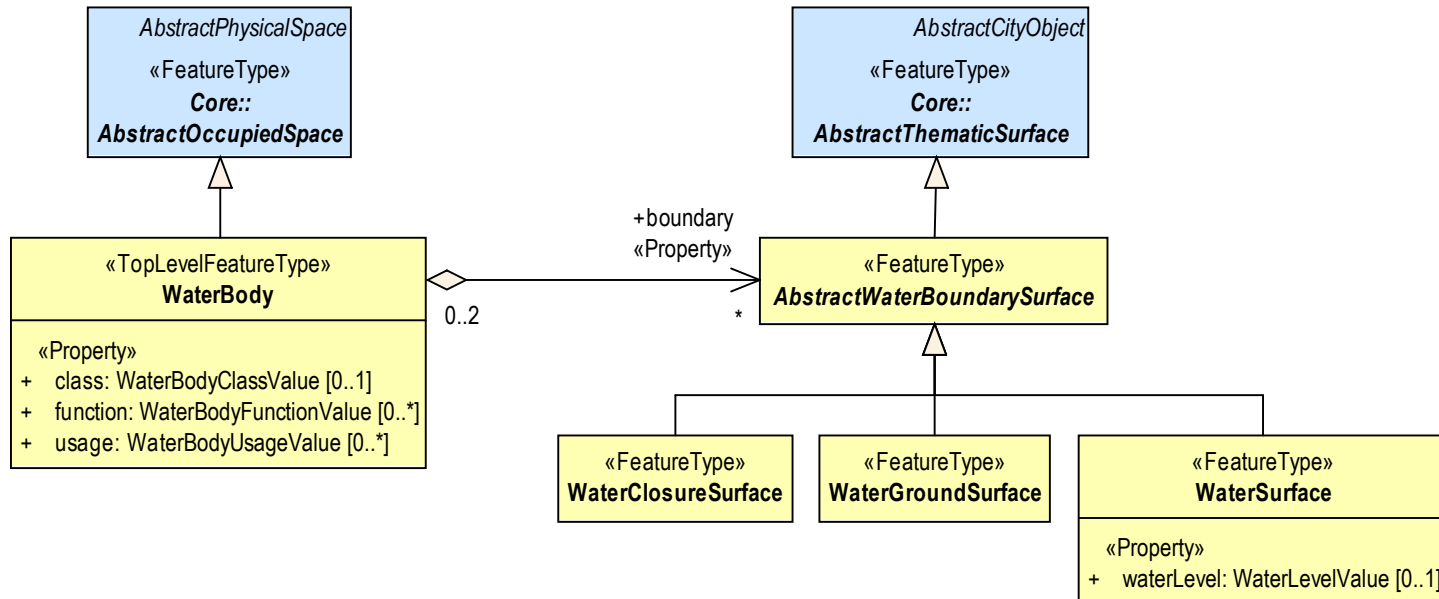 AbstractPhysicalSpace
«FeatureType»
Core::
AbstractOccupiedSpace
AbstractCityObject
«FeatureType»
Core::
AbstractThematicSurface
«TopLevelFeatureType»
WaterBody
«Property»
+ class: WaterBodyClassValue [0..1]
+ function: WaterBodyFunctionValue [0..*]
+ usage: WaterBodyUsageValue [0..*]
+boundary
«Property»
0..2
*
«FeatureType»
AbstractWaterBoundarySurface
«FeatureType»
WaterClosureSurface
«FeatureType»
WaterGroundSurface
«FeatureType»
WaterSurface
«Property»
+ waterLevel: WaterLevelValue [0..1]